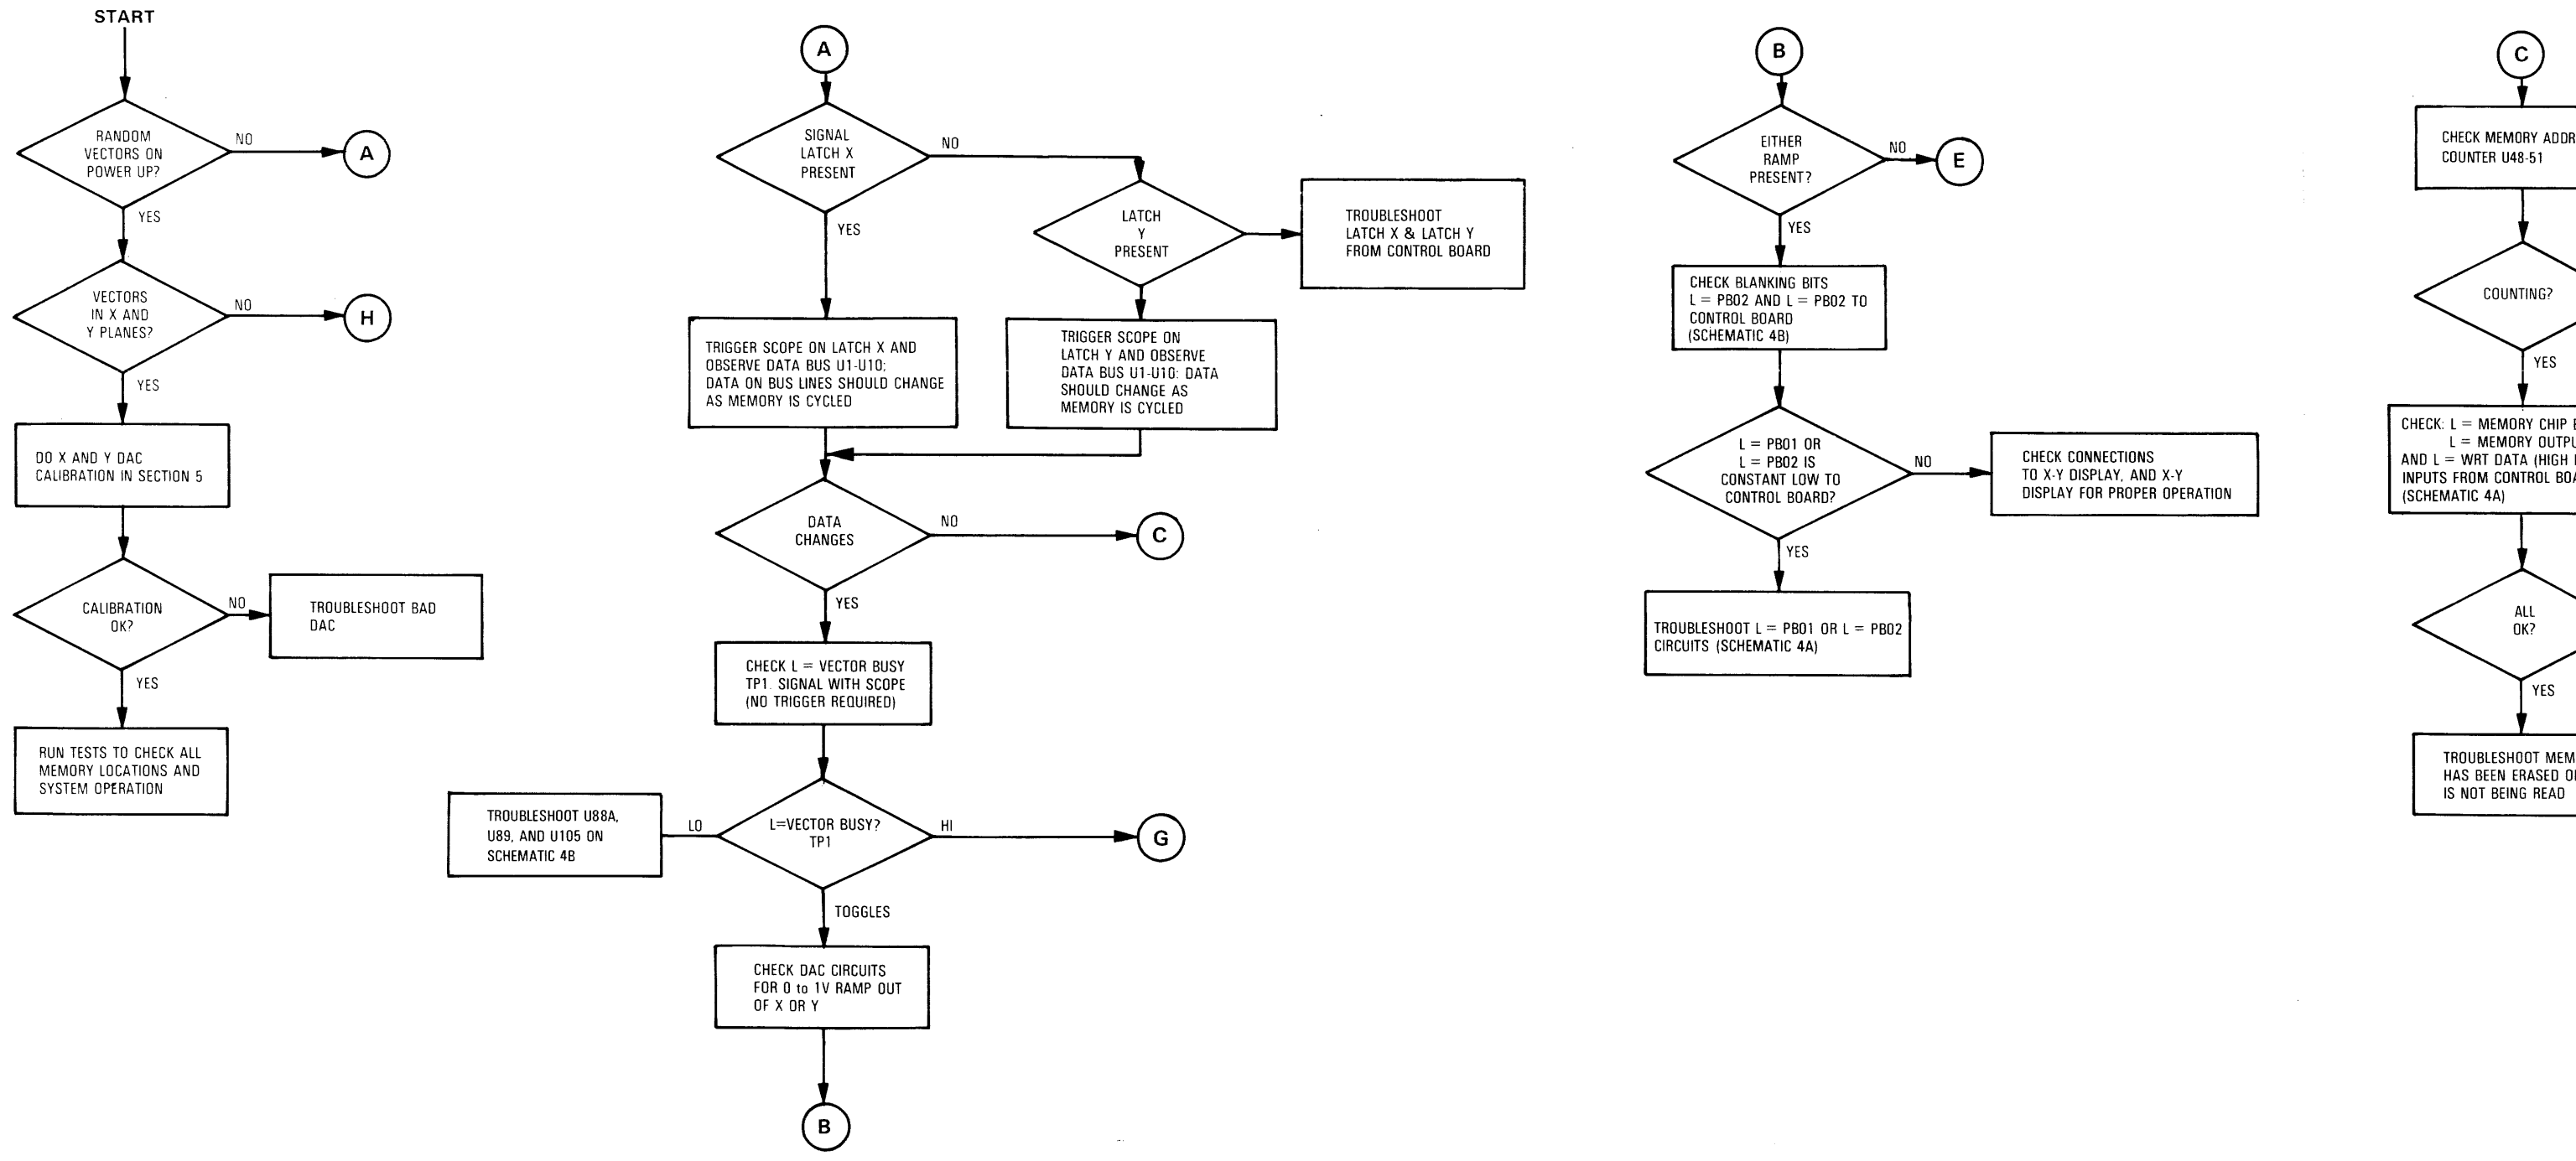 START
RANDOM
VECTORS ON
POWER UP?
NO
A
YES
VECTORS
IN X AND
Y PLANES?
NO
H
YES
DO X AND Y DAC
CALIBRATION IN SECTION 5
CALIBRATION
OK?
NO
TROUBLESHOOT BAD
DAC
YES
RUN TESTS TO CHECK ALL
MEMORY LOCATIONS AND
SYSTEM OPERATION
A
SIGNAL
LATCH X
PRESENT
NO
YES
LATCH
Y
PRESENT
TROUBLESHOOT
LATCH X & LATCH Y
FROM CONTROL BOARD
TRIGGER SCOPE ON LATCH X AND
OBSERVE DATA BUS U1-U10;
DATA ON BUS LINES SHOULD CHANGE
AS MEMORY IS CYCLED
TRIGGER SCOPE ON
LATCH Y AND OBSERVE
DATA BUS U1-U10: DATA
SHOULD CHANGE AS
MEMORY IS CYCLED
DATA
CHANGES
NO
C
YES
CHECK L = VECTOR BUSY
TP1. SIGNAL WITH SCOPE
(NO TRIGGER REQUIRED)
L=VECTOR BUSY?
TP1
LO
TROUBLESHOOT U88A,
U89, AND U105 ON
SCHEMATIC 4B
HI
G
TOGGLES
CHECK DAC CIRCUITS
FOR 0 to 1V RAMP OUT
OF X OR Y
B
B
EITHER
RAMP
PRESENT?
NO
E
YES
CHECK BLANKING BITS
L = PB02 AND L = PB02 TO
CONTROL BOARD
(SCHEMATIC 4B)
L = PB01 OR
L = PB02 IS
CONSTANT LOW TO
CONTROL BOARD?
NO
CHECK CONNECTIONS
TO X-Y DISPLAY, AND X-Y
DISPLAY FOR PROPER OPERATION
YES
TROUBLESHOOT L = PB01 OR L = PB02
CIRCUITS (SCHEMATIC 4A)
C
CHECK MEMORY ADDR
COUNTER U48-51
COUNTING?
YES
CHECK: L = MEMORY CHIP
L = MEMORY OUTPU
AND L = WRT DATA (HIGH
INPUTS FROM CONTROL BOA
(SCHEMATIC 4A)
ALL
OK?
YES
TROUBLESHOOT MEM
HAS BEEN ERASED
IS NOT BEING READ